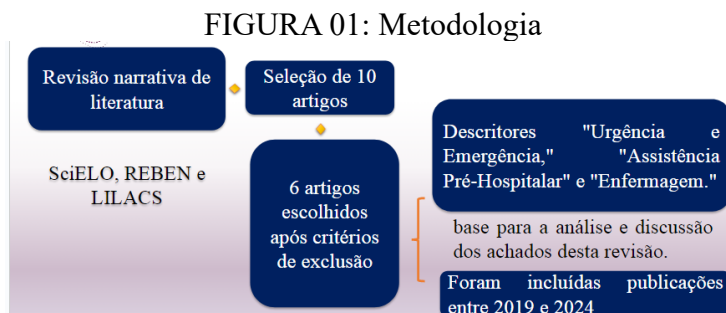 FIGURA 01: Metodologia
Revisão narrativa de
literatura
Seleção de 10
artigos
SciELO, REBEN e
LILACS
6 artigos
escolhidos
após critérios
de exclusão
Descritores "Urgência e
Emergência," "Assistência
Pré-Hospitalar" e "Enfermagem."
base para a análise e discussão
dos achados desta revisão.
Foram incluídas publicações
entre 2019 e 2024